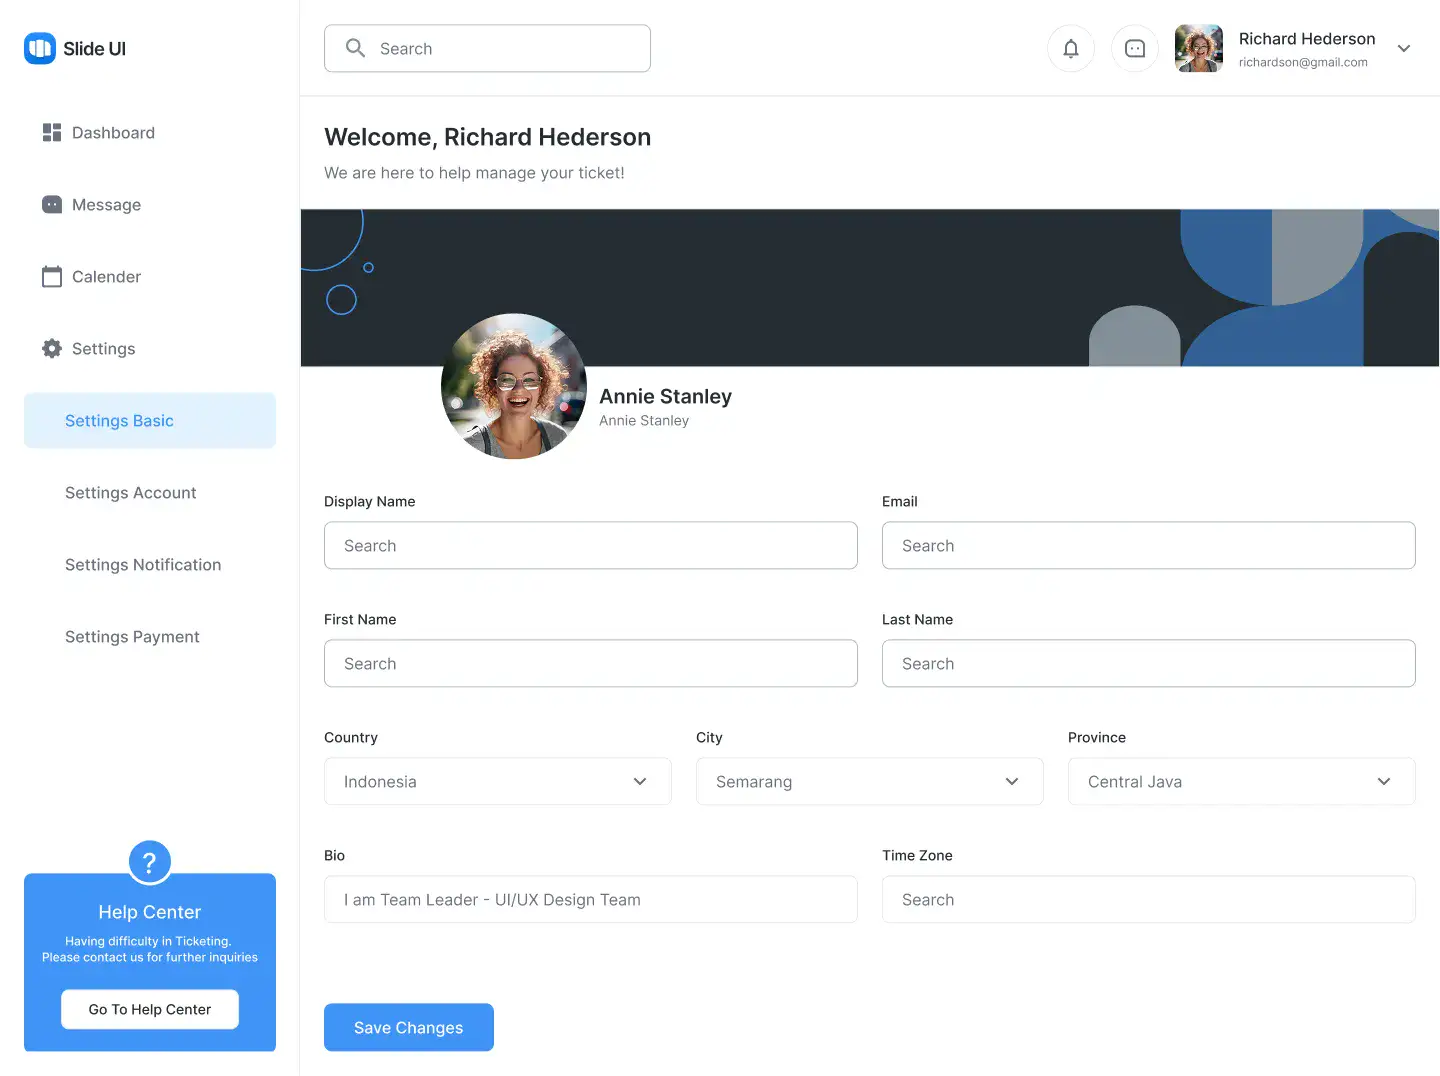 Slide UI
Search
Richard Hederson
richardson@gmail.com
Dashboard
Message
Calender
Settings
Settings Basic
Settings Account
Settings Notification
Settings Payment
?
Help Center
Having difficulty in Ticketing.
Please contact us for further inquiries
Go To Help Center
Welcome, Richard Hederson
We are here to help manage your ticket!
Annie Stanley
Annie Stanley
Display Name
Search
Email
Search
First Name
Search
Last Name
Search
Country
Indonesia
City
Semarang
Province
Central Java
Bio
I am Team Leader - UI/UX Design Team
Time Zone
Search
Save Changes